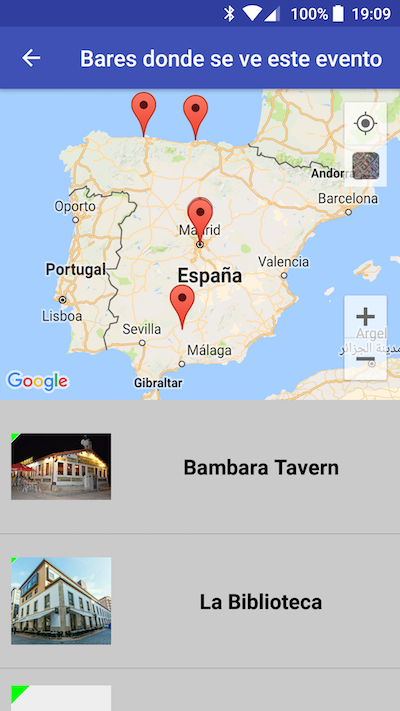 100% 19:09
Bares donde se ve este evento
Andorra
Oporto
Barcelona
Madrid
Portugal
España
Valencia
Lisboa
Sevilla
Málaga
Argel
مدينة الجزائر
Gibraltar
Google
+
−
Bambara Tavern
La Biblioteca